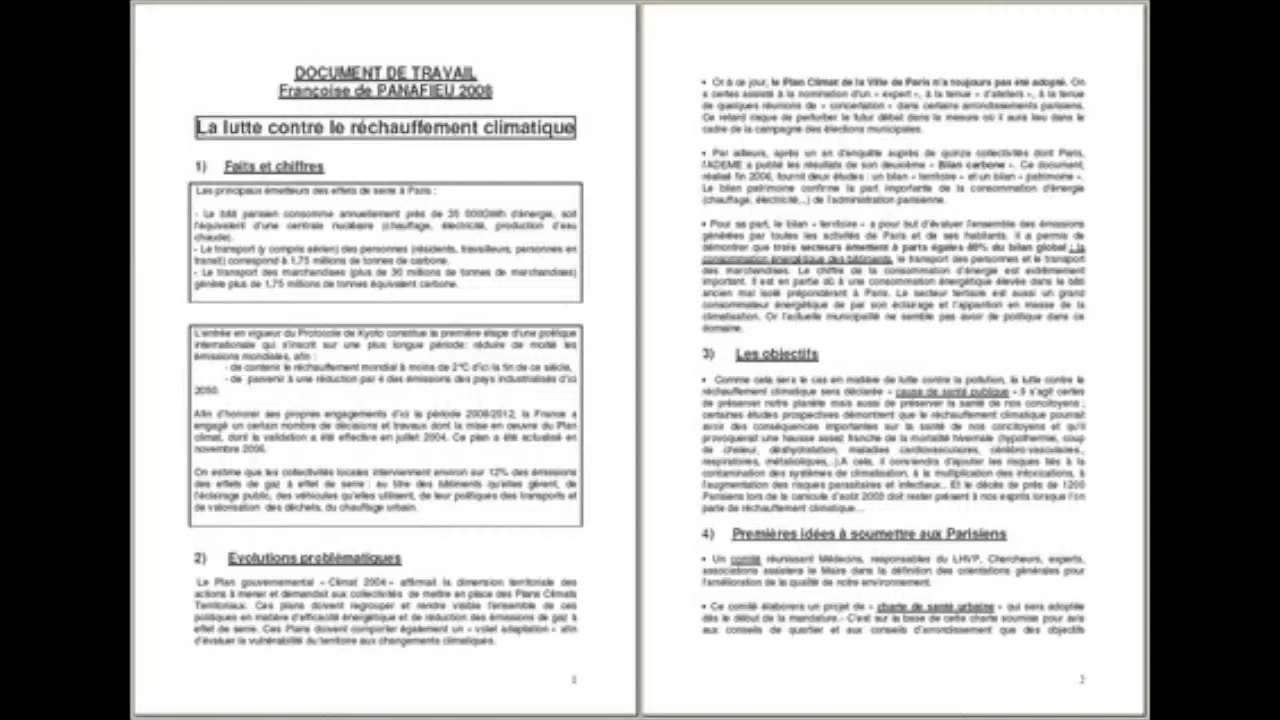 DOCUMENT DE TRAVAIL
Françoise de PANAFIEU 2008
La lutte contre le réchauffement climatique
1) Faits et chiffres
Les principaux émetteurs des effets de serre à Paris :
- Le bâti parisien consomme annuellement près de 35 000GWh d'énergie, soit
l'équivalent d'une centrale nucléaire (chauffage, électricité, production d'eau
chaude).
- Le transport (y compris aérien) des personnes (résidents, travailleurs, personnes en
transit) correspond à 1,75 millions de tonnes de carbone.
- Le transport des marchandises (plus de 30 millions de tonnes de marchandises)
génère plus de 1,75 millions de tonnes équivalent carbone.
L'entrée en vigueur du Protocole de Kyoto constitue la première étape d'une politique
internationale qui s'inscrit sur une plus longue période: réduire de moitié les
émissions mondiales, afin :
- de contenir le réchauffement mondial à moins de 2°C d'ici la fin de ce siècle,
- de parvenir à une réduction par 4 des émissions des pays industrialisés d'ici
2050.
Afin d'honorer ses propres engagements d'ici la période 2008/2012, la France a
engagé un certain nombre de décisions et travaux dont la mise en oeuvre du Plan
climat, dont la validation a été effective en juillet 2004. Ce plan a été actualisé en
novembre 2006.
On estime que les collectivités locales interviennent environ sur 12% des émissions
des effets de gaz à effet de serre : au titre des bâtiments qu'elles gèrent, de
l'éclairage public, des véhicules qu'elles utilisent, de leur politiques des transports et
de valorisation des déchets, du chauffage urbain.
2) Evolutions problématiques
Le Plan gouvernemental « Climat 2004 » affirmait la dimension territoriale des
actions à mener et demandait aux collectivités de mettre en place des Plans Climats
Territoriaux. Ces plans doivent regrouper et rendre visible l'ensemble de ces
politiques en matière d'efficacité énergétique et de réduction des émissions de gaz à
effet de serre. Ces Plans doivent comporter également un « volet adaptation » afin
d'évaluer la vulnérabilité du territoire aux changements climatiques.
1
• Or à ce jour, le Plan Climat de la Ville de Paris n'a toujours pas été adopté. On
a certes assisté à la nomination d'un « expert », à la tenue « d'ateliers », à la tenue
de quelques réunions de « concertation » dans certains arrondissements parisiens.
Ce retard risque de perturber le futur débat dans la mesure où il aura lieu dans le
cadre de la campagne des élections municipales.
• Par ailleurs, après un an d'enquête auprès de quinze collectivités dont Paris,
l'ADEME a publié les résultats de son deuxième « Bilan carbone ». Ce document,
réalisé fin 2006, fournit deux études : un bilan « territoire » et un bilan « patrimoine ».
Le bilan patrimoine confirme la part importante de la consommation d'énergie
(chauffage, électricité,..) de l'administration parisienne.
• Pour sa part, le bilan « territoire » a pour but d'évaluer l'ensemble des émissions
générées par toutes les activités de Paris et de ses habitants. Il a permis de
démontrer que trois secteurs émettent à parts égales 80% du bilan global : la
consommation énergétique des bâtiments, le transport des personnes et le transport
des marchandises. Le chiffre de la consommation d'énergie est extrêmement
important. Il est en partie dû à une consommation énergétique élevée dans le bâti
ancien mal isolé prépondérant à Paris. Le secteur tertiaire est aussi un grand
consommateur énergétique de par son éclairage et l'apparition en masse de la
climatisation. Or l'actuelle municipalité ne semble pas avoir de politique dans ce
domaine.
3) Les objectifs
• Comme cela sera le cas en matière de lutte contre la pollution, la lutte contre le
réchauffement climatique sera déclarée « cause de santé publique ».Il s'agit certes
de préserver notre planète mais aussi de préserver la santé de nos concitoyens ;
certaines études prospectives démontrent que le réchauffement climatique pourrait
avoir des conséquences importantes sur la santé de nos concitoyens et qu'il
provoquerait une hausse assez franche de la mortalité hivernale (hypothermie, coup
de chaleur, déshydratation, maladies cardiovasculaires, cérébro-vasculaires,
respiratoires, métaboliques,..).A cela, il conviendra d'ajouter les risques liés à la
contamination des systèmes de climatisation, la multiplication des intoxications, à
l'augmentation des risques parasitaires et infectieux... Et le décès de près de 1200
Parisiens lors de la canicule d'août 2003 doit rester présent à nos esprits lorsque l'on
parle de réchauffement climatique...
4) Premières idées à soumettre aux Parisiens
• Un comité réunissant Médecins, responsables du LHVP, Chercheurs, experts,
associations assistera le Maire dans la définition des orientations générales pour
l'amélioration de la qualité de notre environnement.
• Ce comité élaborera un projet de « charte de santé urbaine » qui sera adoptée
dès le début de la mandature.- C'est sur la base de cette charte soumise pour avis
aux conseils de quartier et aux conseils d'arrondissement que des objectifs
2